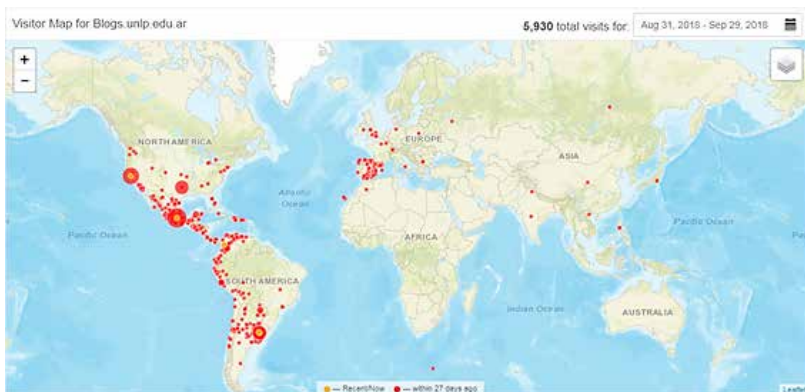 Visitor Map for Blogs.unlp.edu.ar
5,930 total visits for: Aug 31, 2018 - Sep 29, 2018
+
−
NORTH AMERICA
EUROPE
ASIA
Atlantic
Ocean
Pacific Ocean
AFRICA
Pacific Ocean
SOUTH AMERICA
Indian Ocean
AUSTRALIA
— Recent/Now — within 27 days ago
Leaflet